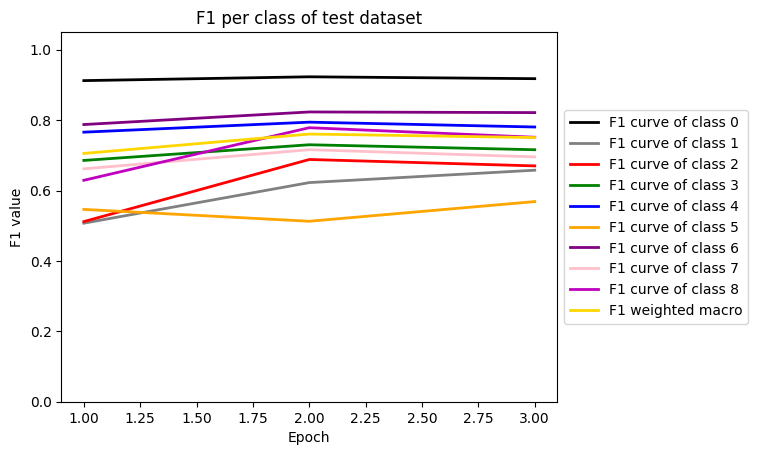 F1 per class of test dataset
1.0
0.8
0.6
0.4
0.2
0.0
F1 value
1.00 1.25 1.50 1.75 2.00 2.25 2.50 2.75 3.00
Epoch
F1 curve of class 0
F1 curve of class 1
F1 curve of class 2
F1 curve of class 3
F1 curve of class 4
F1 curve of class 5
F1 curve of class 6
F1 curve of class 7
F1 curve of class 8
F1 weighted macro